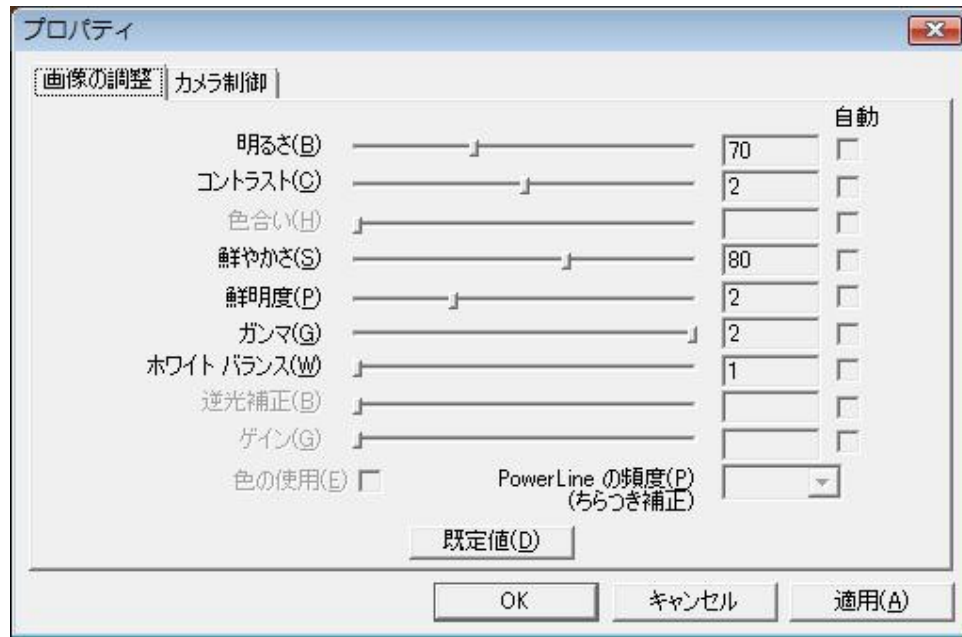 プロパティ
画像の調整 カメラ制御
自動
明るさ(B) 70
コントラスト(C) 2
色合い(H)
鮮やかさ(S) 80
鮮明度(P) 2
ガンマ(G) 2
ホワイト バランス(W) 1
逆光補正(B)
ゲイン(G)
色の使用(E) PowerLine の頻度(P)
(ちらつき補正)
既定値(D)
OK キャンセル 適用(A)